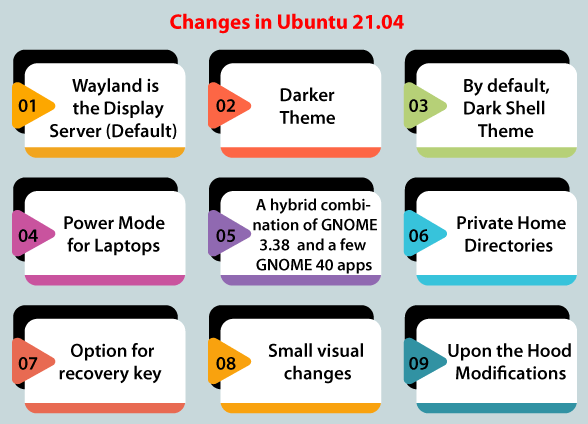 Changes in Ubuntu 21.04
01
Wayland is
the Display
Server (Default)
02
Darker
Theme
03
By default,
Dark Shell
Theme
04
Power Mode
for Laptops
05
A hybrid combi-
nation of GNOME
3.38 and a few
GNOME 40 apps
06
Private Home
Directories
07
Option for
recovery key
08
Small visual
changes
09
Upon the Hood
Modifications